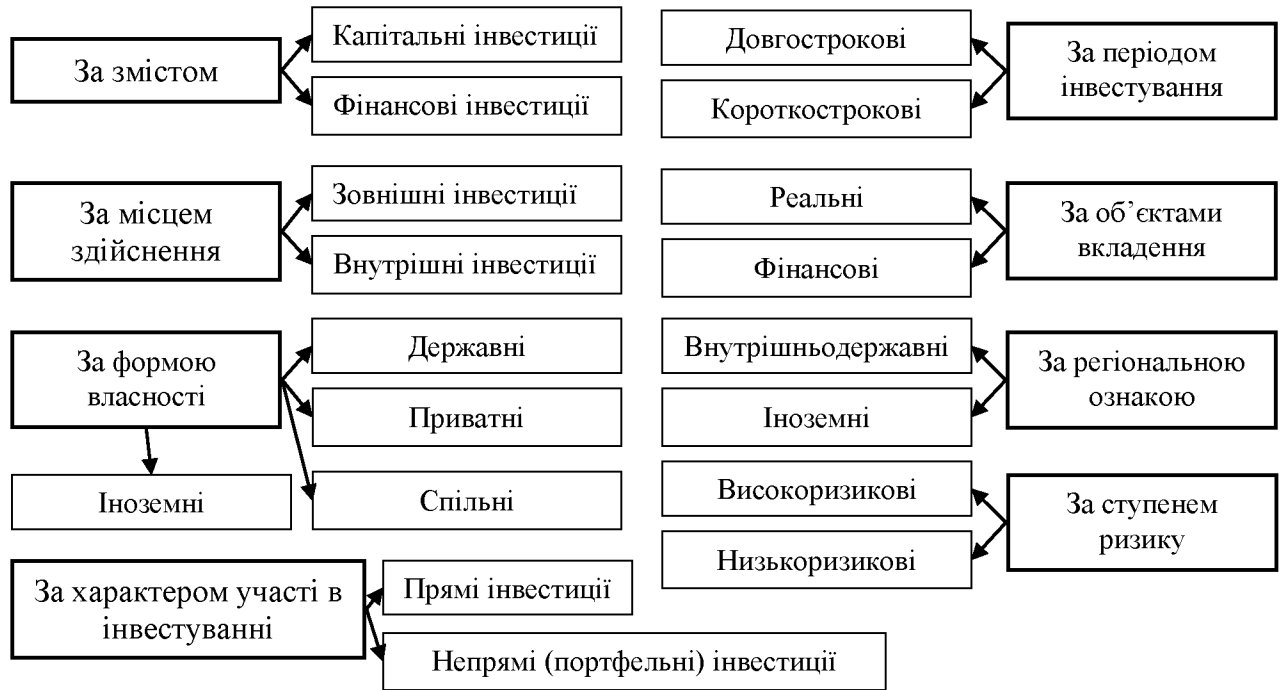 За змістом
Капітальні інвестиції
Фінансові інвестиції
За місцем
здійснення
Зовнішні інвестиції
Внутрішні інвестиції
За формою
власності
Державні
Приватні
Спільні
Іноземні
За характером участі в
інвестуванні
Прямі інвестиції
Непрямі (портфельні) інвестиції
Довгострокові
Короткострокові
За періодом
інвестування
Реальні
Фінансові
За об’єктами
вкладення
Внутрішньодержавні
Іноземні
За регіональною
ознакою
Високоризикові
Низькоризикові
За ступенем
ризику